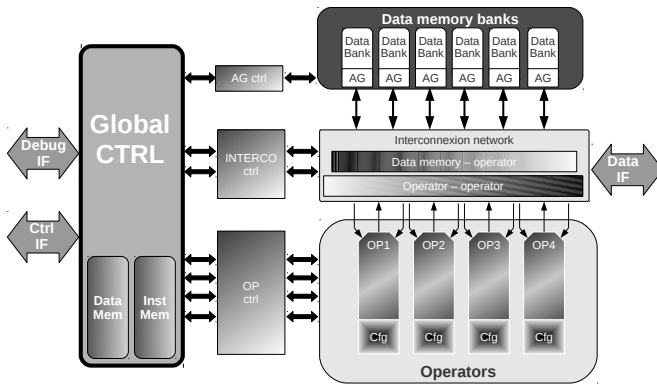 Data memory banks
Data Bank
Data Bank
Data Bank
Data Bank
Data Bank
Data Bank
AG
AG
AG
AG
AG
AG
AG ctrl
Global
CTRL
Debug
IF
INTERCO
ctrl
Interconnexion network
Data memory – operator
Operator – operator
Data
IF
Ctrl
IF
OP1
OP2
OP3
OP4
OP
ctrl
Data
Mem
Inst
Mem
Cfg
Cfg
Cfg
Cfg
Operators